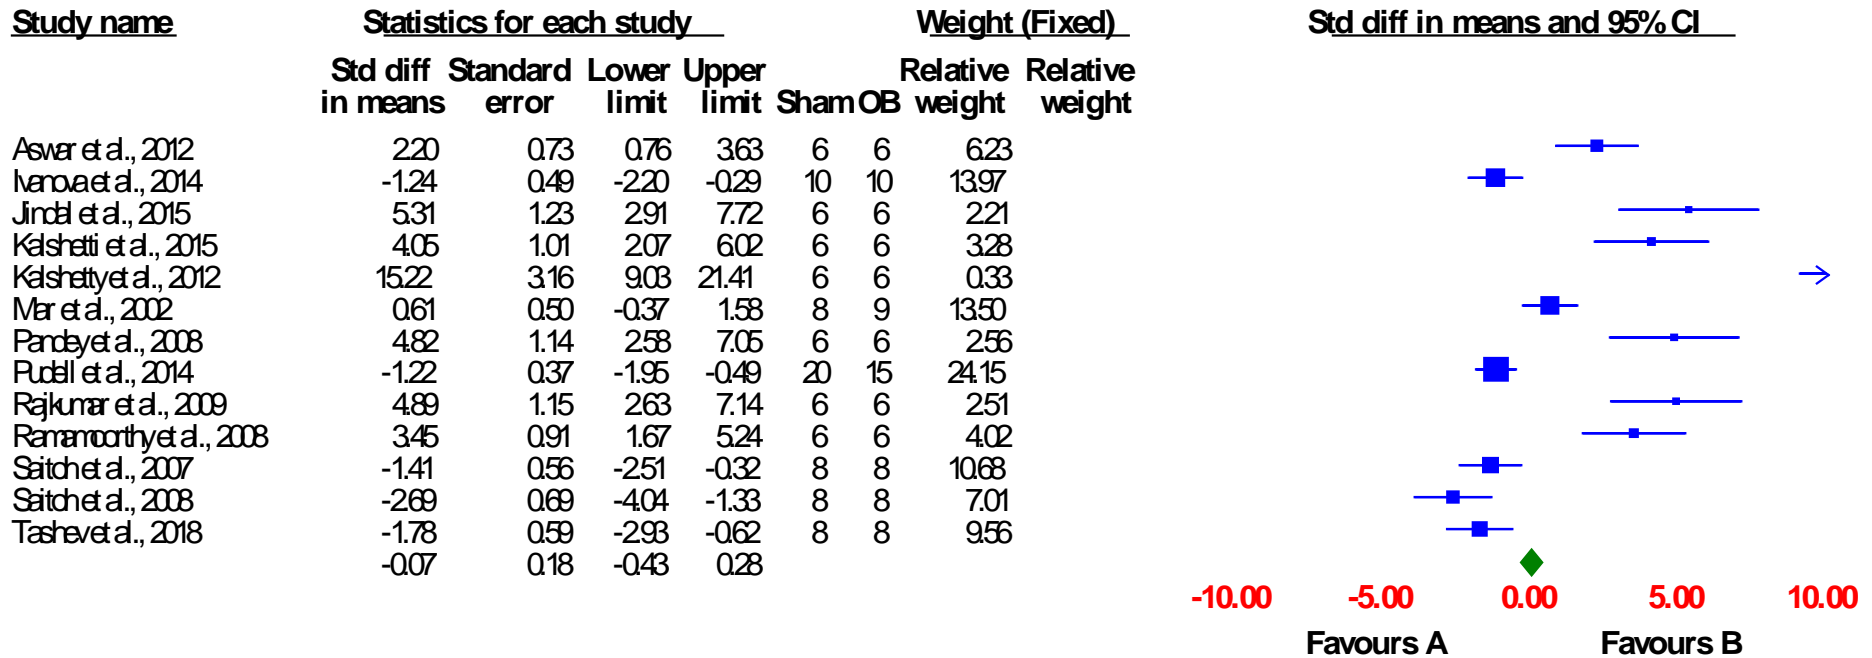 Study name Statistics for each study Weight (Fixed) Std diff in means and 95% CI
Std diff Standard Lower Upper Relative Relative
in means error limit limit Sham OB weight weight
Aswar et al., 2012 2.20 0.73 0.76 3.63 6 6 6.23
Ivanova et al., 2014 -1.24 0.49 -2.20 -0.29 10 10 13.97
Jindal et al., 2015 5.31 1.23 2.91 7.72 6 6 2.21
Kalshetti et al., 2015 4.05 1.01 2.07 6.02 6 6 3.28
Kalshetty et al., 2012 15.22 3.16 9.03 21.41 6 6 0.33
Mar et al., 2002 0.61 0.50 -0.37 1.58 8 9 13.50
Pandey et al., 2008 4.82 1.14 2.58 7.05 6 6 2.56
Pudell et al., 2014 -1.22 0.37 -1.95 -0.49 20 15 24.15
Rajkumar et al., 2009 4.89 1.15 2.63 7.14 6 6 2.51
Ramamoorthy et al., 2008 3.45 0.91 1.67 5.24 6 6 4.02
Saitoh et al., 2007 -1.41 0.56 -2.51 -0.32 8 8 10.68
Saitoh et al., 2008 -2.69 0.69 -4.04 -1.33 8 8 7.01
Tashev et al., 2018 -1.78 0.59 -2.93 -0.62 8 8 9.56
-0.07 0.18 -0.43 0.28
-10.00 -5.00 0.00 5.00 10.00
Favours A Favours B